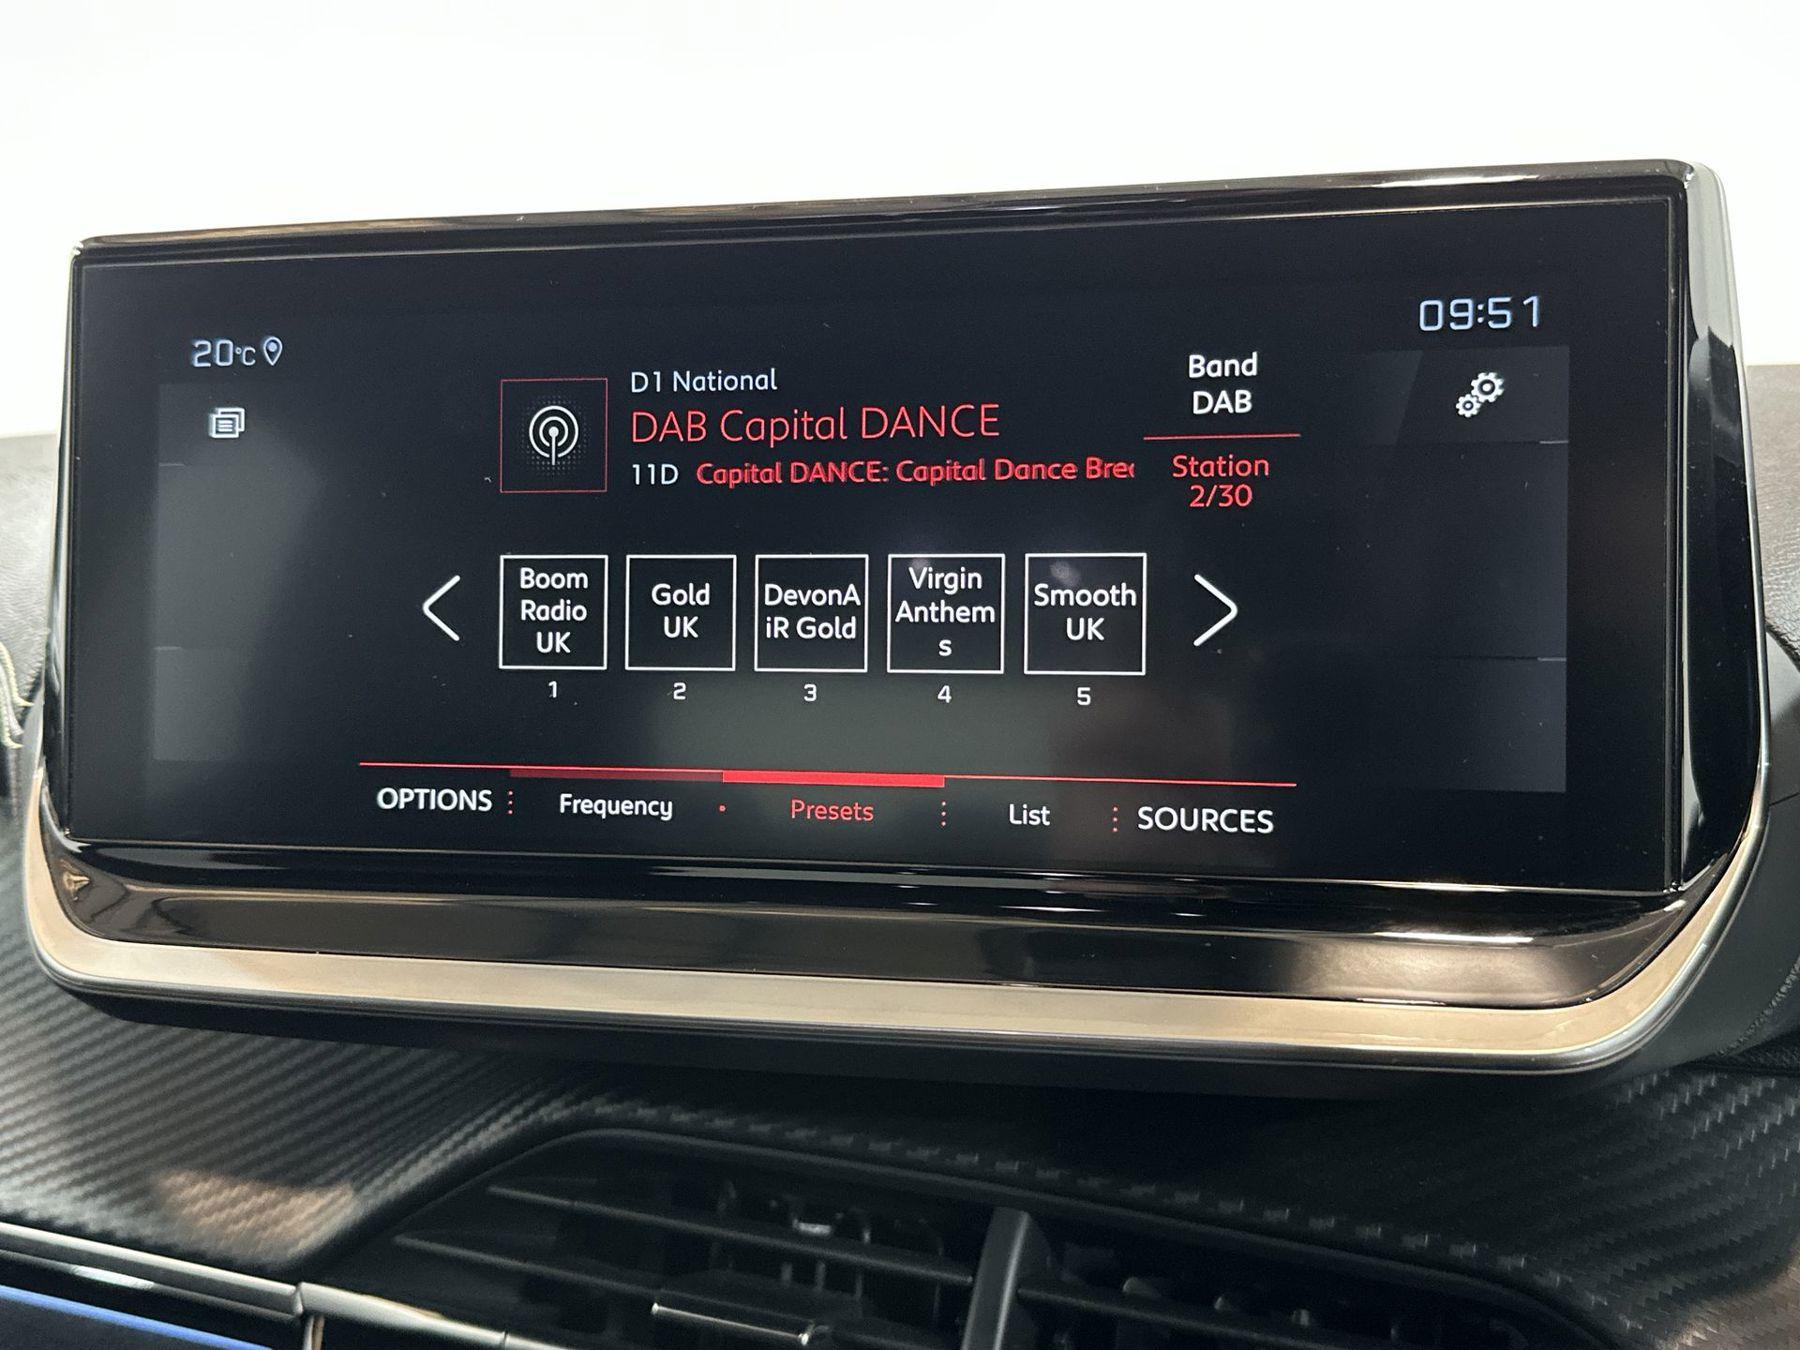 20°C
09:51
D1 National
DAB Capital DANCE
11D Capital DANCE: Capital Dance Bre
Band
DAB
Station
2/30
Boom
Radio
UK
1
Gold
UK
2
DevonA
iR Gold
3
Virgin
Anthem
s
4
Smooth
UK
5
OPTIONS
Frequency
Presets
List
SOURCES